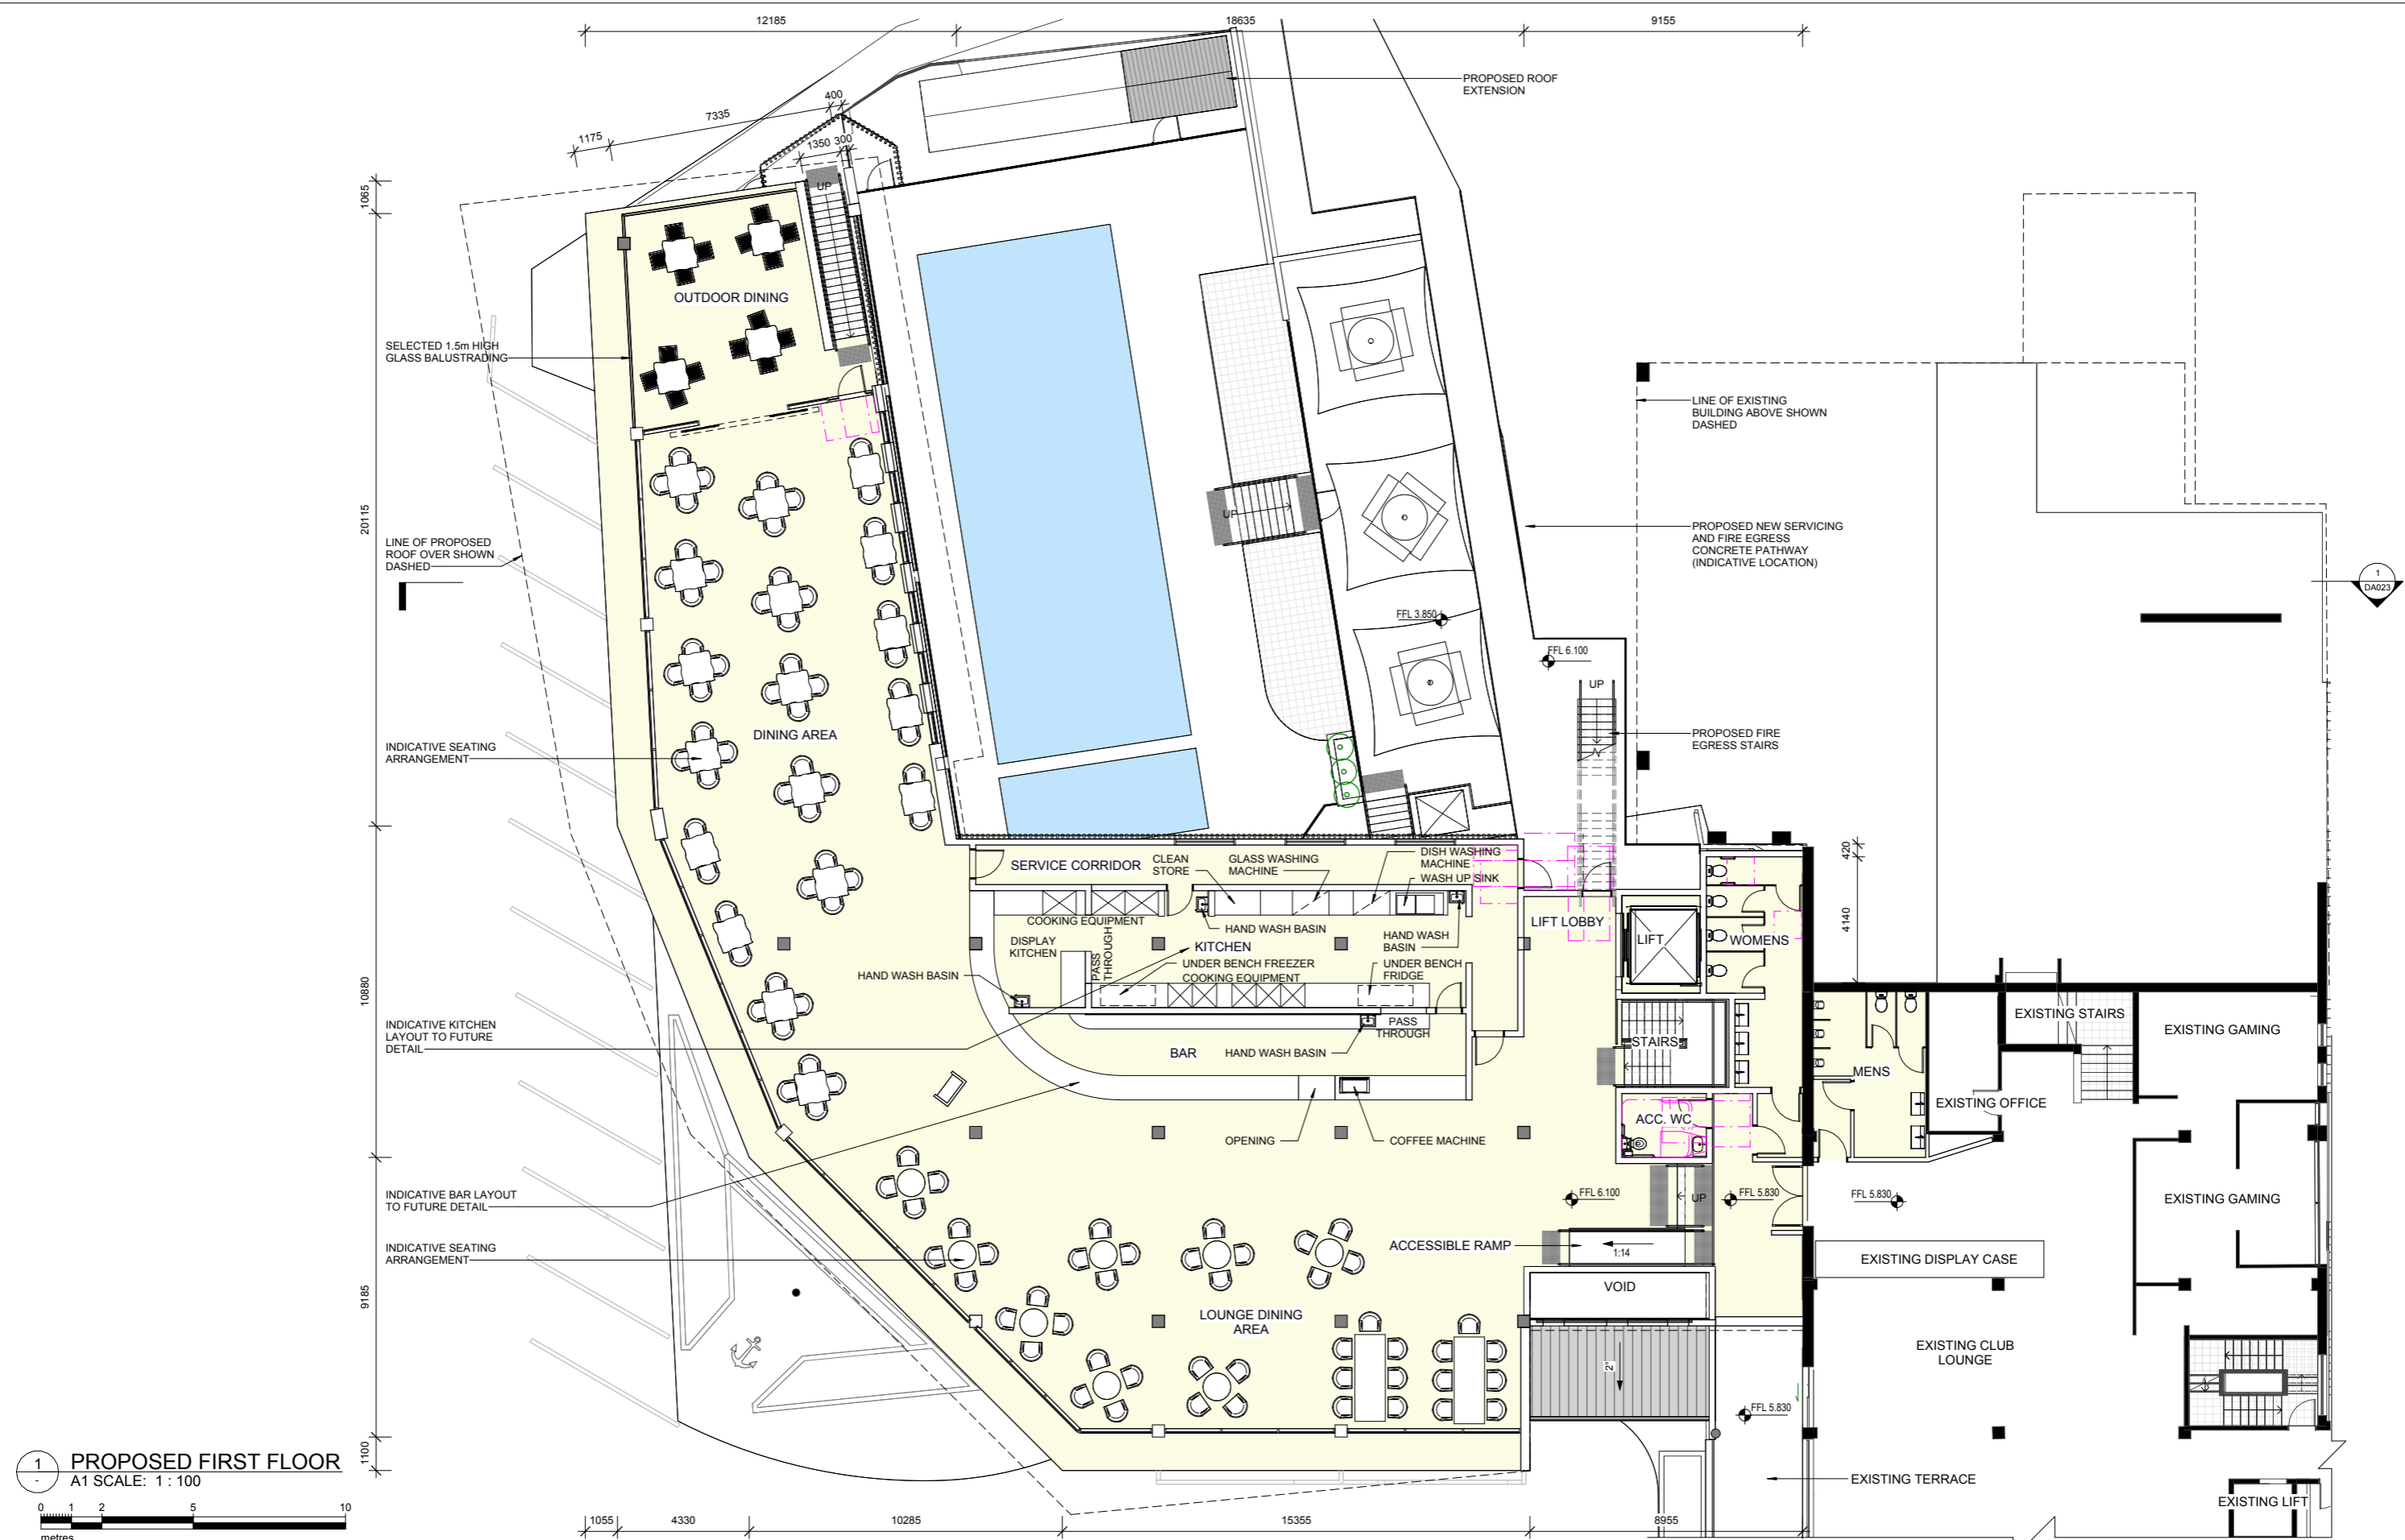 12185
18635
9155
PROPOSED ROOF
EXTENSION
400
7335
1175
1350 300
UP
1065
OUTDOOR DINING
SELECTED 1.5m HIGH
GLASS BALUSTRADING
LINE OF EXISTING
BUILDING ABOVE SHOWN
DASHED
20115
UP
LINE OF PROPOSED
ROOF OVER SHOWN
DASHED
PROPOSED NEW SERVICING
AND FIRE EGRESS
CONCRETE PATHWAY
(INDICATIVE LOCATION)
1
DA023
FFL 3.850
FFL 6.100
UP
DINING AREA
INDICATIVE SEATING
ARRANGEMENT
PROPOSED FIRE
EGRESS STAIRS
SERVICE CORRIDOR
CLEAN
STORE
GLASS WASHING
MACHINE
DISH WASHING
MACHINE
WASH UP SINK
420
4140
COOKING EQUIPMENT
HAND WASH BASIN
HAND WASH
BASIN
LIFT LOBBY
LIFT
WOMENS
DISPLAY
KITCHEN
PASS
THROUGH
KITCHEN
UNDER BENCH FREEZER
COOKING EQUIPMENT
UNDER BENCH
FRIDGE
HAND WASH BASIN
10880
INDICATIVE KITCHEN
LAYOUT TO FUTURE
DETAIL
PASS
THROUGH
BAR
HAND WASH BASIN
STAIRS
MENS
EXISTING STAIRS
EXISTING GAMING
EXISTING OFFICE
ACC. WC
OPENING
COFFEE MACHINE
INDICATIVE BAR LAYOUT
TO FUTURE DETAIL
FFL 6.100
UP
FFL 5.830
FFL 5.830
EXISTING GAMING
INDICATIVE SEATING
ARRANGEMENT
ACCESSIBLE RAMP
1:14
EXISTING DISPLAY CASE
9185
VOID
LOUNGE DINING
AREA
EXISTING CLUB
LOUNGE
2°
FFL 5.830
1100
1
-
PROPOSED FIRST FLOOR
A1 SCALE: 1 : 100
EXISTING TERRACE
EXISTING LIFT
0 1 2 5 10
metres
1055
4330
10285
15355
8955